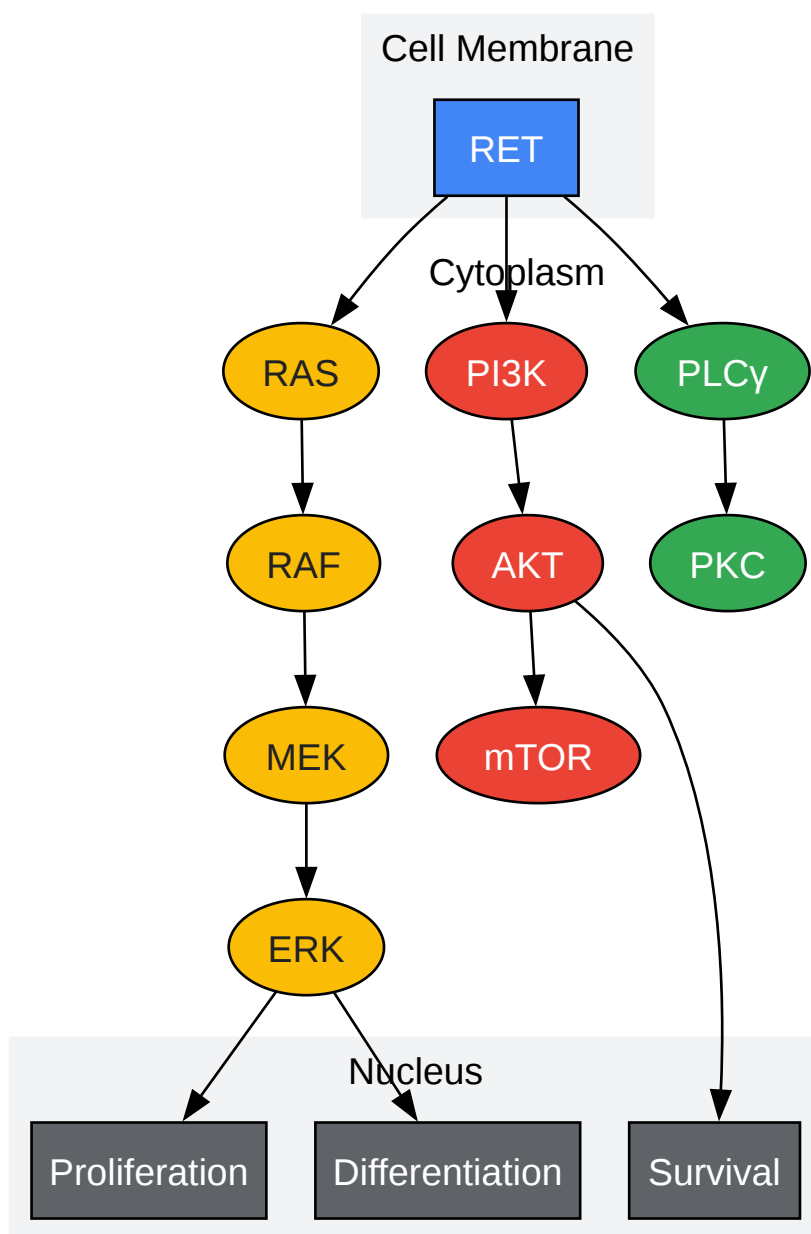 Cell Membrane
RET
Cytoplasm
RAS
PI3K
PLCγ
RAF
AKT
PKC
MEK
mTOR
ERK
Nucleus
Proliferation
Differentiation
Survival